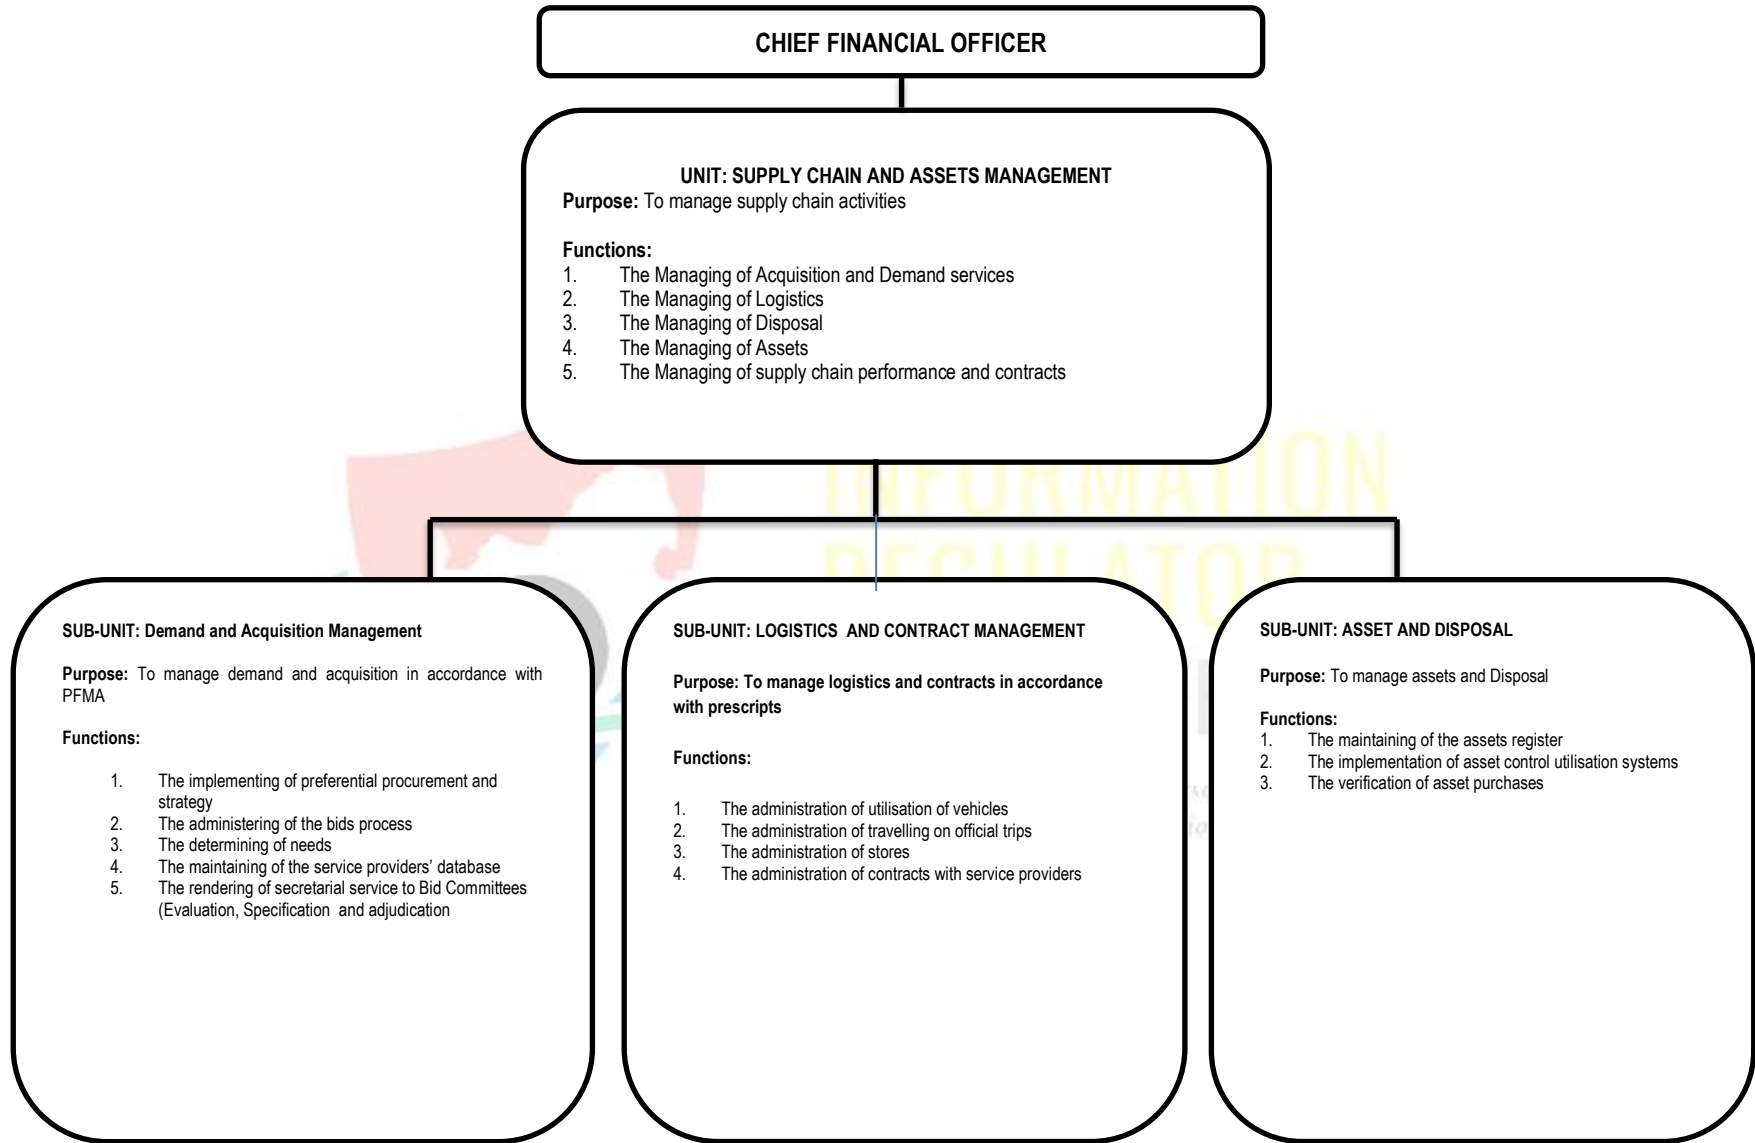 CHIEF FINANCIAL OFFICER
UNIT: SUPPLY CHAIN AND ASSETS MANAGEMENT
Purpose: To manage supply chain activities
Functions:
1. The Managing of Acquisition and Demand services
2. The Managing of Logistics
3. The Managing of Disposal
4. The Managing of Assets
5. The Managing of supply chain performance and contracts
INFORMATION
REGULATOR
SUB-UNIT: Demand and Acquisition Management
Purpose: To manage demand and acquisition in accordance with
PFMA
Functions:
1. The implementing of preferential procurement and
strategy
2. The administering of the bids process
3. The determining of needs
4. The maintaining of the service providers’ database
5. The rendering of secretarial service to Bid Committees
(Evaluation, Specification and adjudication
SUB-UNIT: LOGISTICS AND CONTRACT MANAGEMENT
Purpose: To manage logistics and contracts in accordance
with prescripts
Functions:
1. The administration of utilisation of vehicles
2. The administration of travelling on official trips
3. The administration of stores
4. The administration of contracts with service providers
SUB-UNIT: ASSET AND DISPOSAL
Purpose: To manage assets and Disposal
Functions:
1. The maintaining of the assets register
2. The implementation of asset control utilisation systems
3. The verification of asset purchases